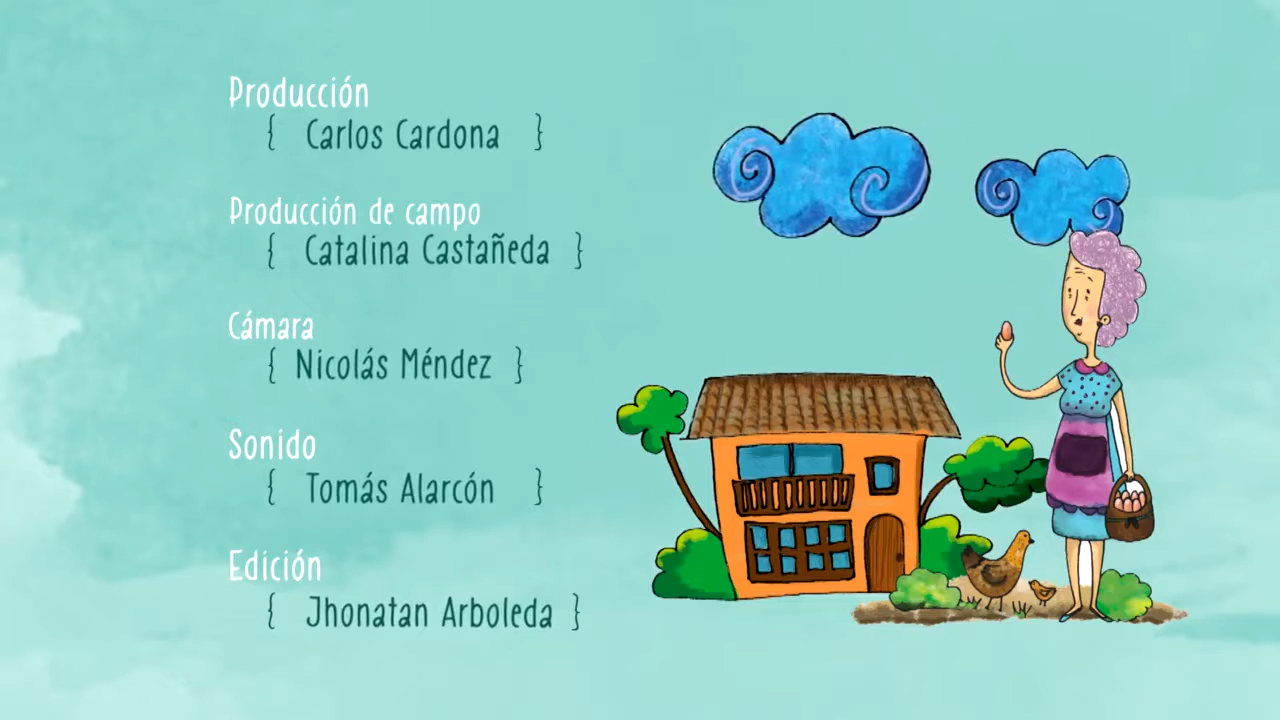 Producción
{ Carlos Cardona }
Producción de campo
{ Catalina Castañeda }
Cámara
{ Nicolás Méndez }
Sonido
{ Tomás Alarcón }
Edición
{ Jhonatan Arboleda }